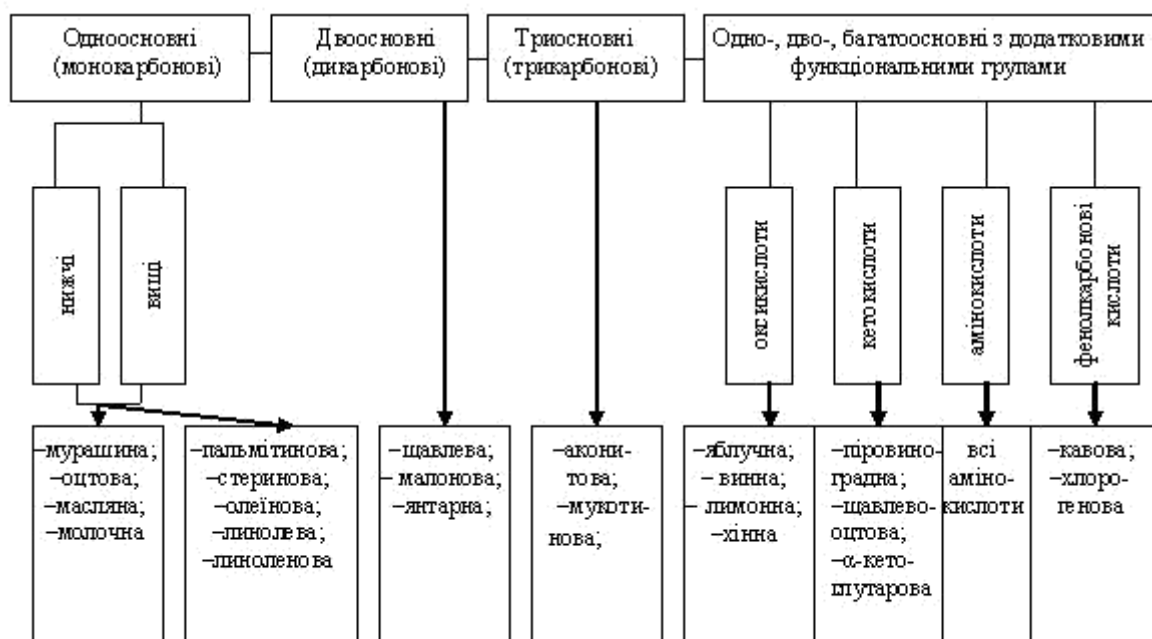 Одноосновні
(монокарбонові)
Двоосновні
(дикарбонові)
Триосновні
(трикарбонові)
Одно-, дво-, багатоосновні з додатковими
функціональними групами
нижчі
вищі
оксикислоти
кетокислоти
амінокислоти
фенолкарбонові
кислоти
–мурашина;
–оцтова;
–масляна;
–молочна
–пальмітинова;
–стеринова;
–олеїнова;
–линолева;
–линоленова
–щавлева;
– малонова;
–янтарна;
–акони-
това;
–мукоти-
нова;
–яблучна;
– винна;
– лимонна;
–хінна
–піровино-
градна;
–щавлево-
оцтова;
–α-кето-
глутарова
всі
аміно-
кислоти
–кавова;
–хлоро-
генова